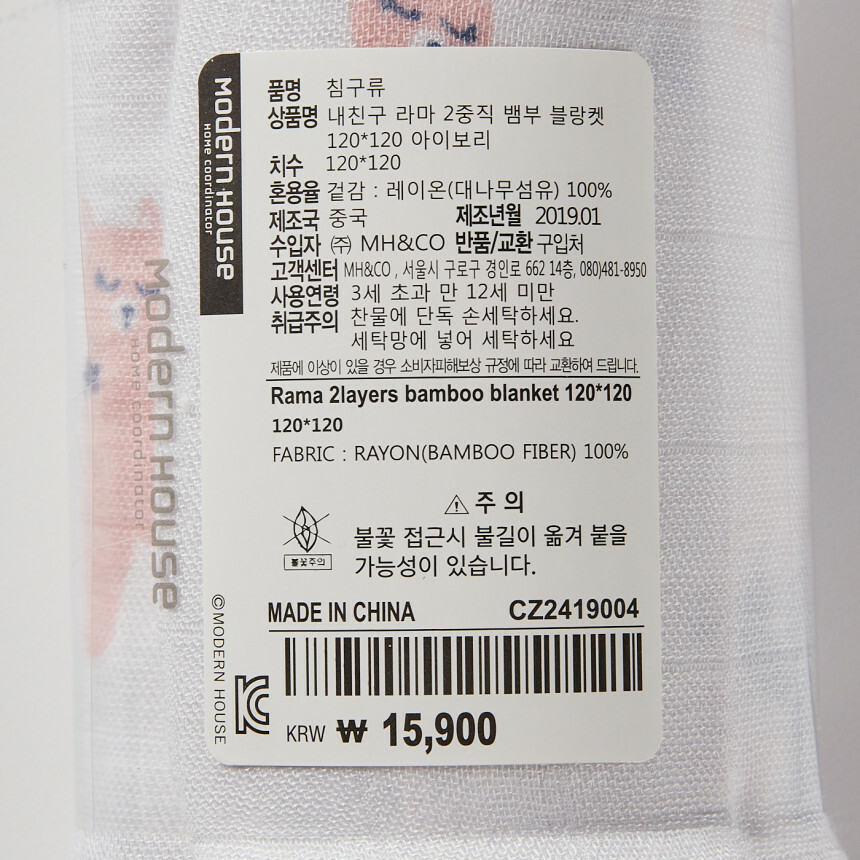 modern house
HOME coordinator
품명 침구류
상품명 내친구 라마 2중직 뱀부 블랑켓
120*120 아이보리
치수 120*120
혼용율 겉감 : 레이온(대나무섬유) 100%
제조국 중국 제조년월 2019.01
수입자 ㈜ MH&CO 반품/교환 구입처
고객센터 MH&CO , 서울시 구로구 경인로 662 14층, 080)481-8950
사용연령 3세 초과 만 12세 미만
취급주의 찬물에 단독 손세탁하세요.
세탁망에 넣어 세탁하세요
제품에 이상이 있을 경우 소비자피해보상 규정에 따라 교환하여 드립니다.
Rama 2layers bamboo blanket 120*120
120*120
FABRIC : RAYON(BAMBOO FIBER) 100%
⚠ 주 의
불꽃 접근시 불길이 옮겨 붙을
가능성이 있습니다.
불꽃주의
MADE IN CHINA CZ2419004
KRW ₩ 15,900
©MODERN HOUSE
modern house
HOME coordinator